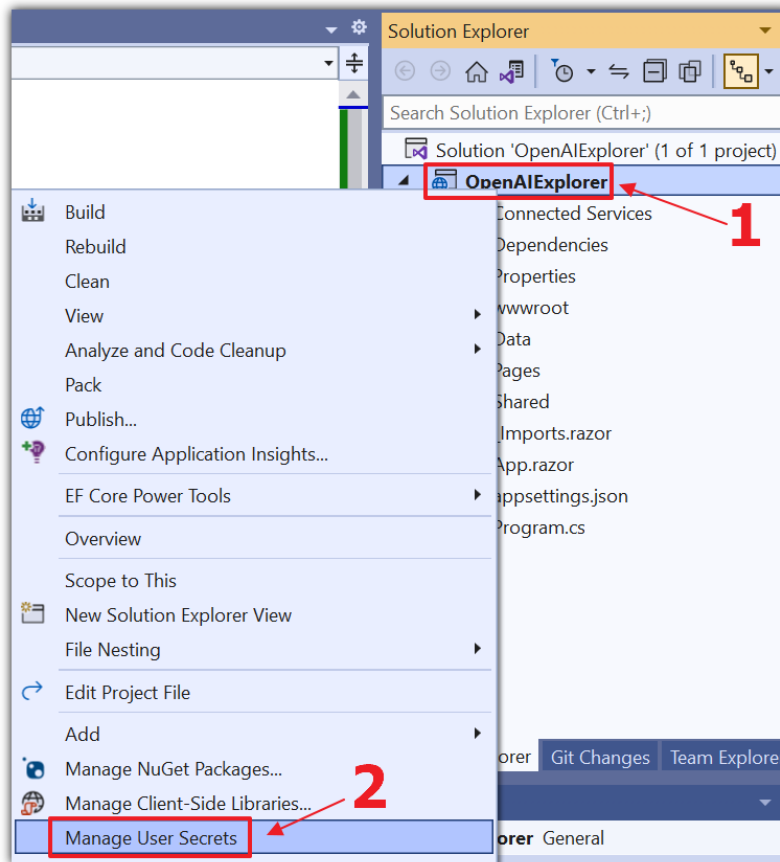 Solution Explorer
Search Solution Explorer (Ctrl+;)
Solution 'OpenAIExplorer' (1 of 1 project)
OpenAIExplorer
1
Connected Services
Dependencies
Properties
wwwroot
Data
Pages
Shared
_Imports.razor
App.razor
appsettings.json
Program.cs
Build
Rebuild
Clean
View
Analyze and Code Cleanup
Pack
Publish...
Configure Application Insights...
EF Core Power Tools
Overview
Scope to This
New Solution Explorer View
File Nesting
Edit Project File
Add
Manage NuGet Packages...
Manage Client-Side Libraries...
2
Manage User Secrets
orer Git Changes Team Explore
orer General